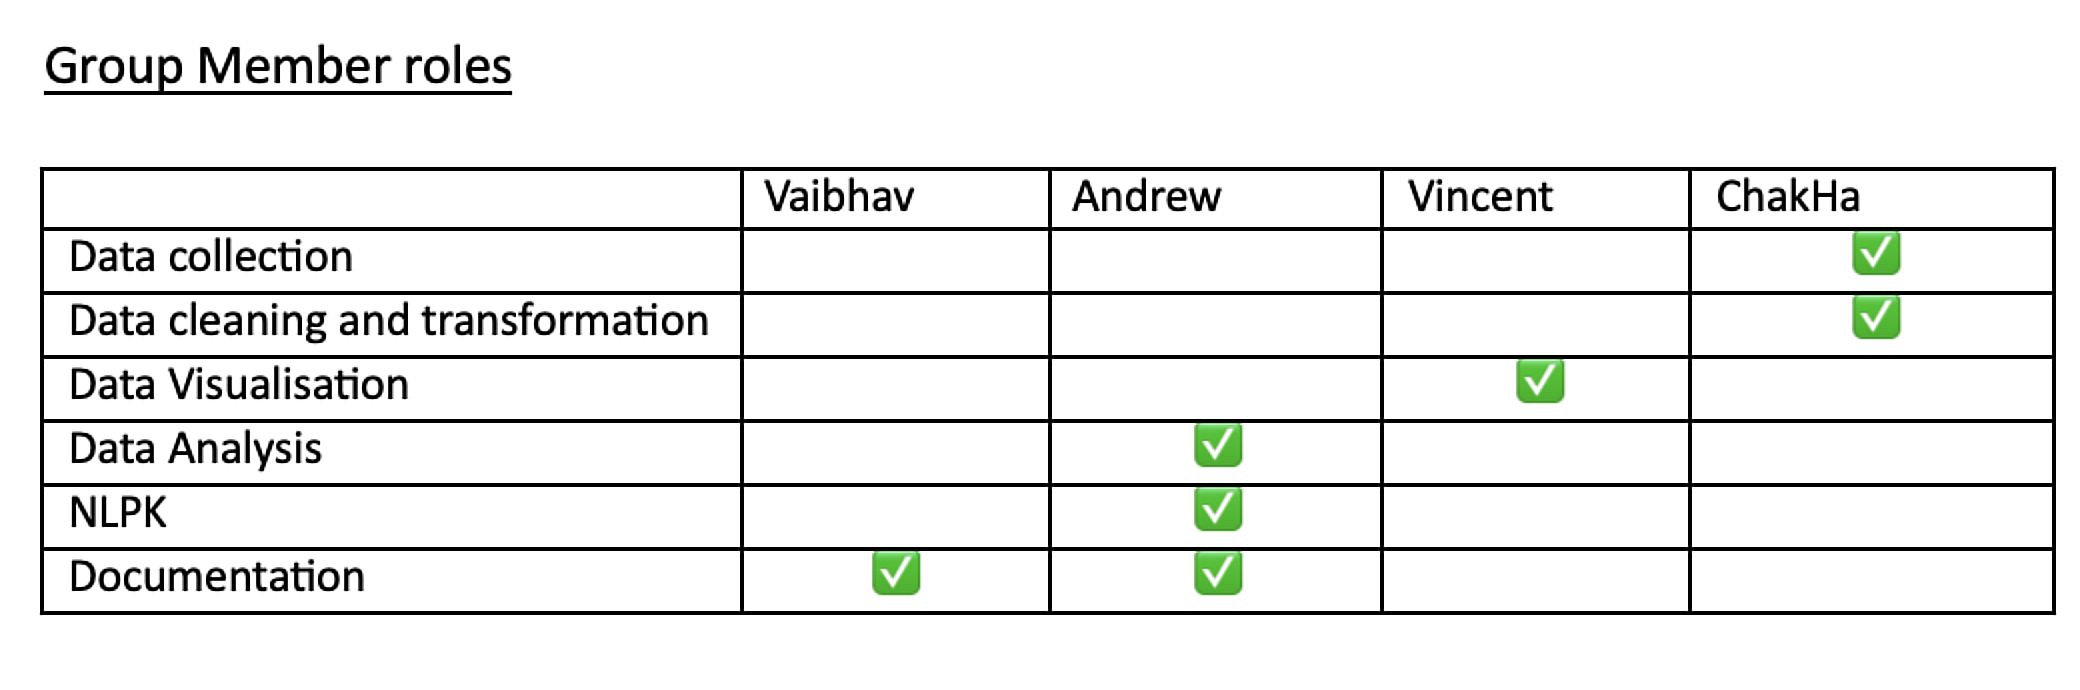 Group Member roles
Vaibhav Andrew Vincent ChakHa
Data collection ✅
Data cleaning and transformation ✅
Data Visualisation ✅
Data Analysis ✅
NLPK ✅
Documentation ✅ ✅